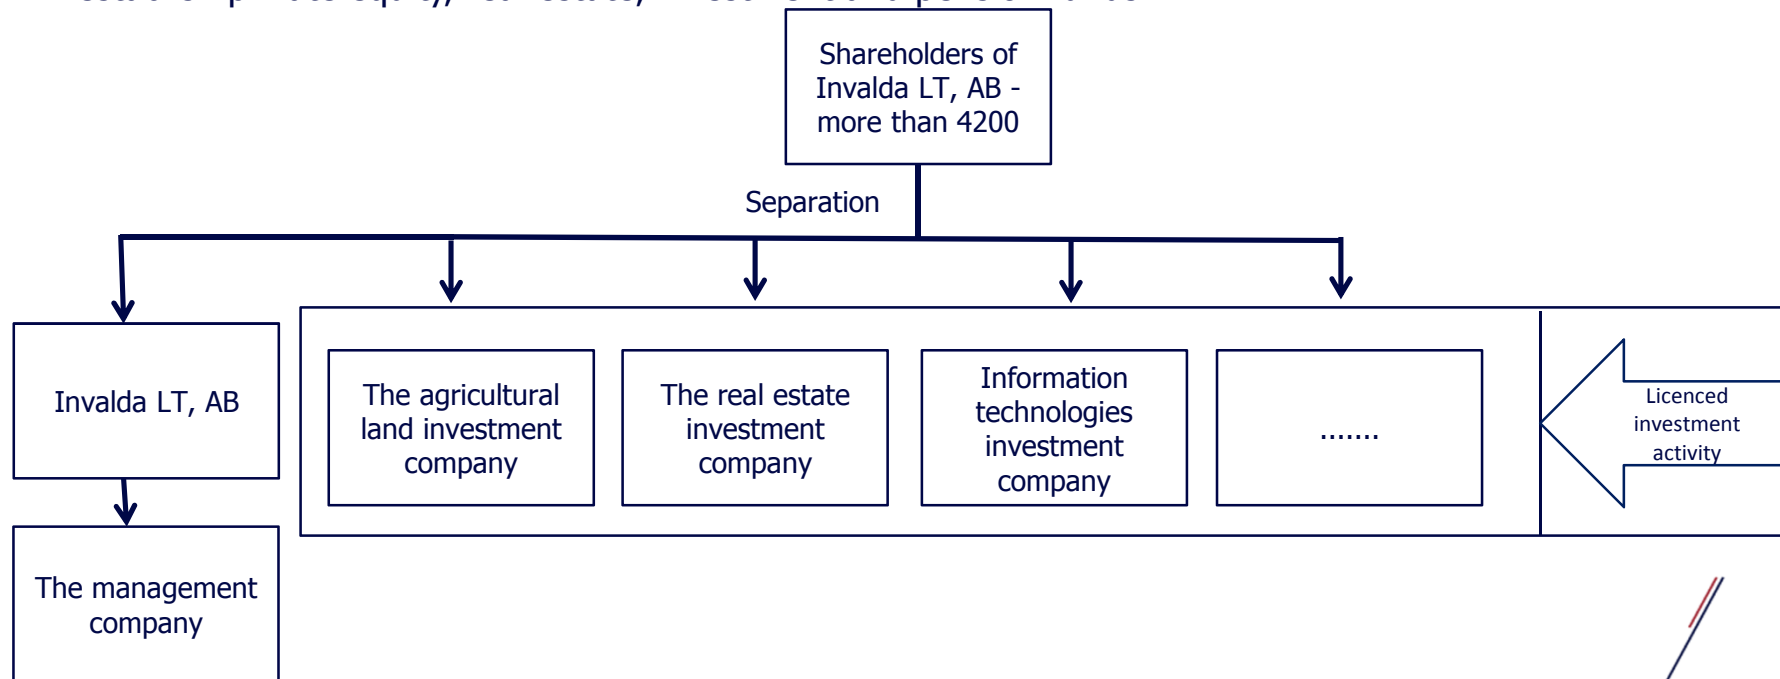 Shareholders of
Invalda LT, AB -
more than 4200
Separation
Invalda LT, AB
The agricultural
land investment
company
The real estate
investment
company
Information
technologies
investment
company
.......
Licenced
investment
activity
The management
company